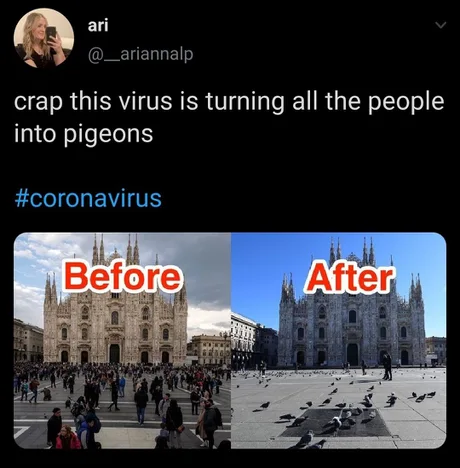 ari
@__ariannalp
crap this virus is turning all the people
into pigeons
#coronavirus
Before
After